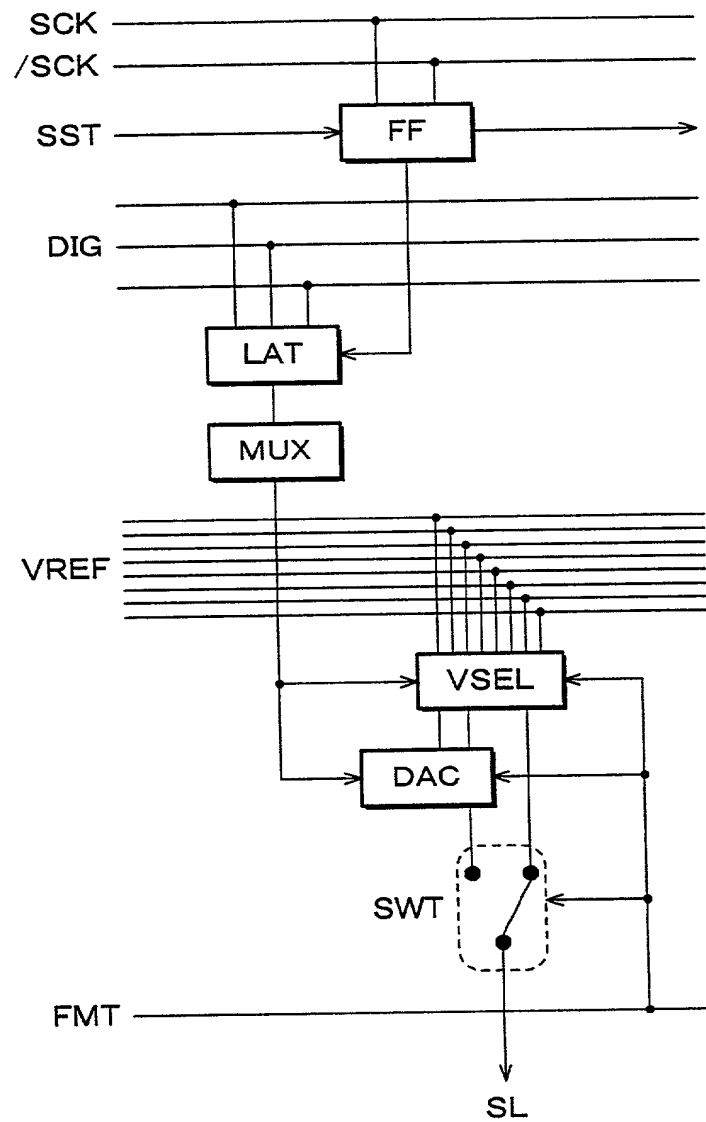 SCK
/SCK
SST
FF
DIG
LAT
MUX
VREF
VSEL
DAC
SWT
FMT
SL